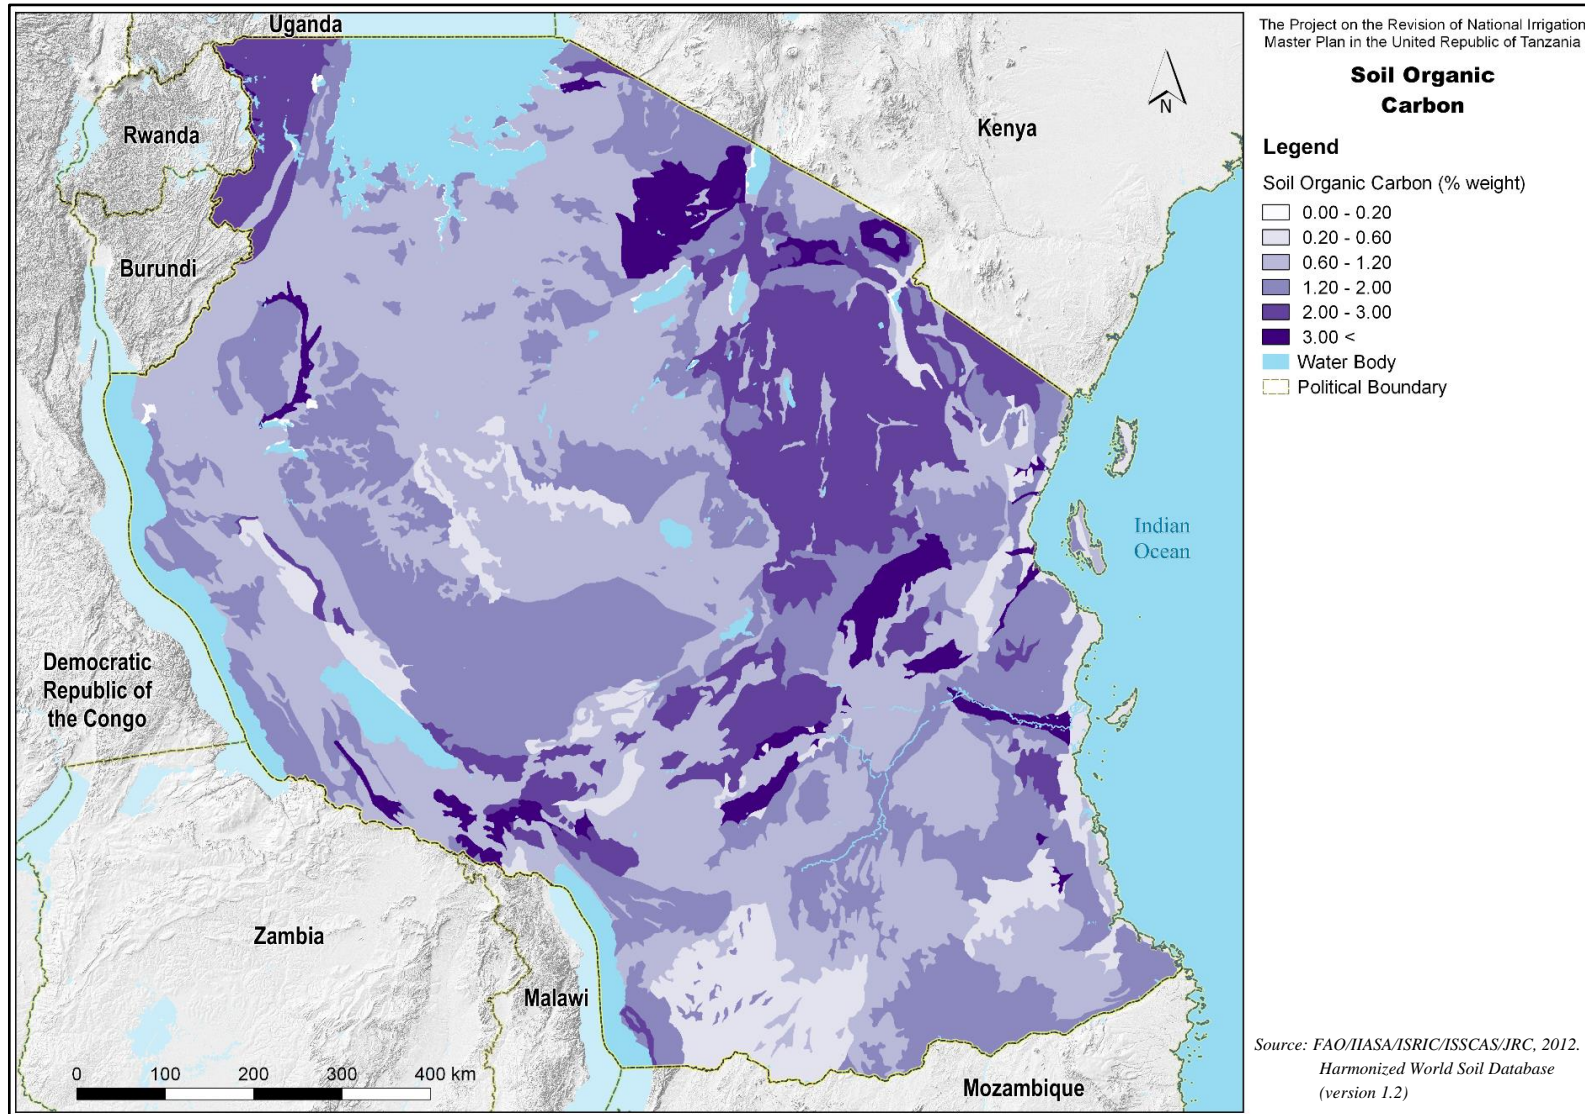 The Project on the Revision of National Irrigation
Master Plan in the United Republic of Tanzania
Soil Organic
Carbon
Legend
Soil Organic Carbon (% weight)
0.00 - 0.20
0.20 - 0.60
0.60 - 1.20
1.20 - 2.00
2.00 - 3.00
3.00 <
Water Body
Political Boundary
Uganda
N
Kenya
Rwanda
Burundi
Indian
Ocean
Democratic
Republic of
the Congo
Zambia
Malawi
Mozambique
0 100 200 300 400 km
Source: FAO/IIASA/ISRIC/ISSCAS/JRC, 2012.
Harmonized World Soil Database
(version 1.2)